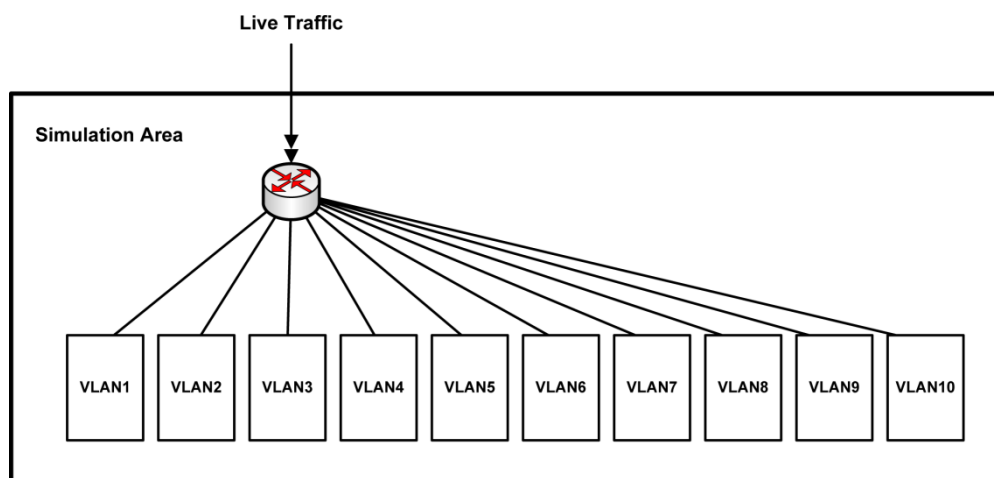 Live Traffic
Simulation Area
VLAN1
VLAN2
VLAN3
VLAN4
VLAN5
VLAN6
VLAN7
VLAN8
VLAN9
VLAN10